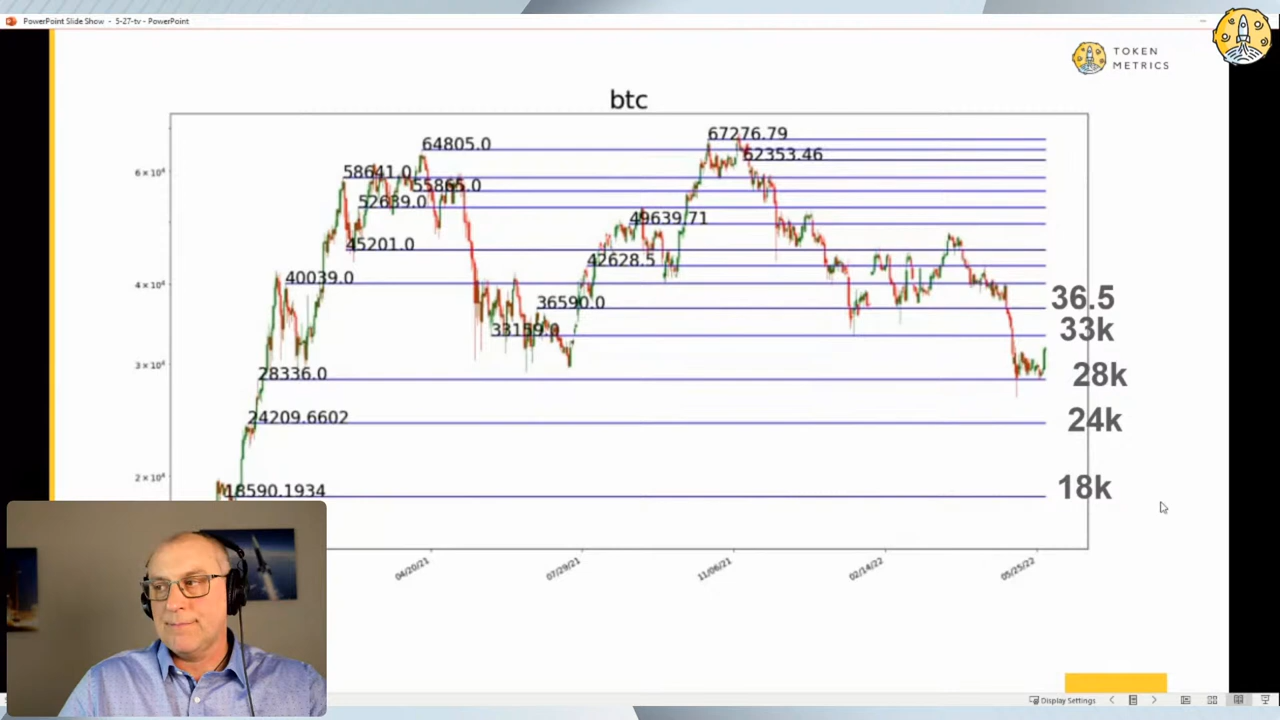 PowerPoint Slide Show - 5-27-tv - PowerPoint
TOKEN
METRICS
btc
67276.79
64805.0
62353.46
6 × 10⁴
58641.0
55865.0
52639.0
49639.71
45201.0
42628.5
40039.0
4 × 10⁴
36590.0
36.5
33159.0
33k
3 × 10⁴
28336.0
28k
24209.6602
24k
2 × 10⁴
18590.1934
18k
04/20/21
07/29/21
11/06/21
02/14/22
05/25/22
Display Settings